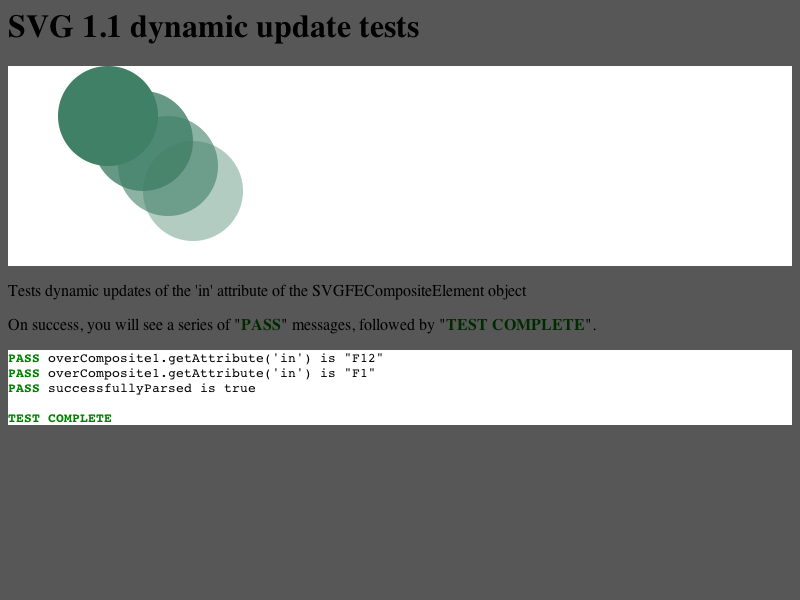 SVG 1.1 dynamic update tests
Tests dynamic updates of the 'in' attribute of the SVGFECompositeElement object
On success, you will see a series of "PASS" messages, followed by "TEST COMPLETE".
PASS overComposite1.getAttribute('in') is "F12"
PASS overComposite1.getAttribute('in') is "F1"
PASS successfullyParsed is true
TEST COMPLETE